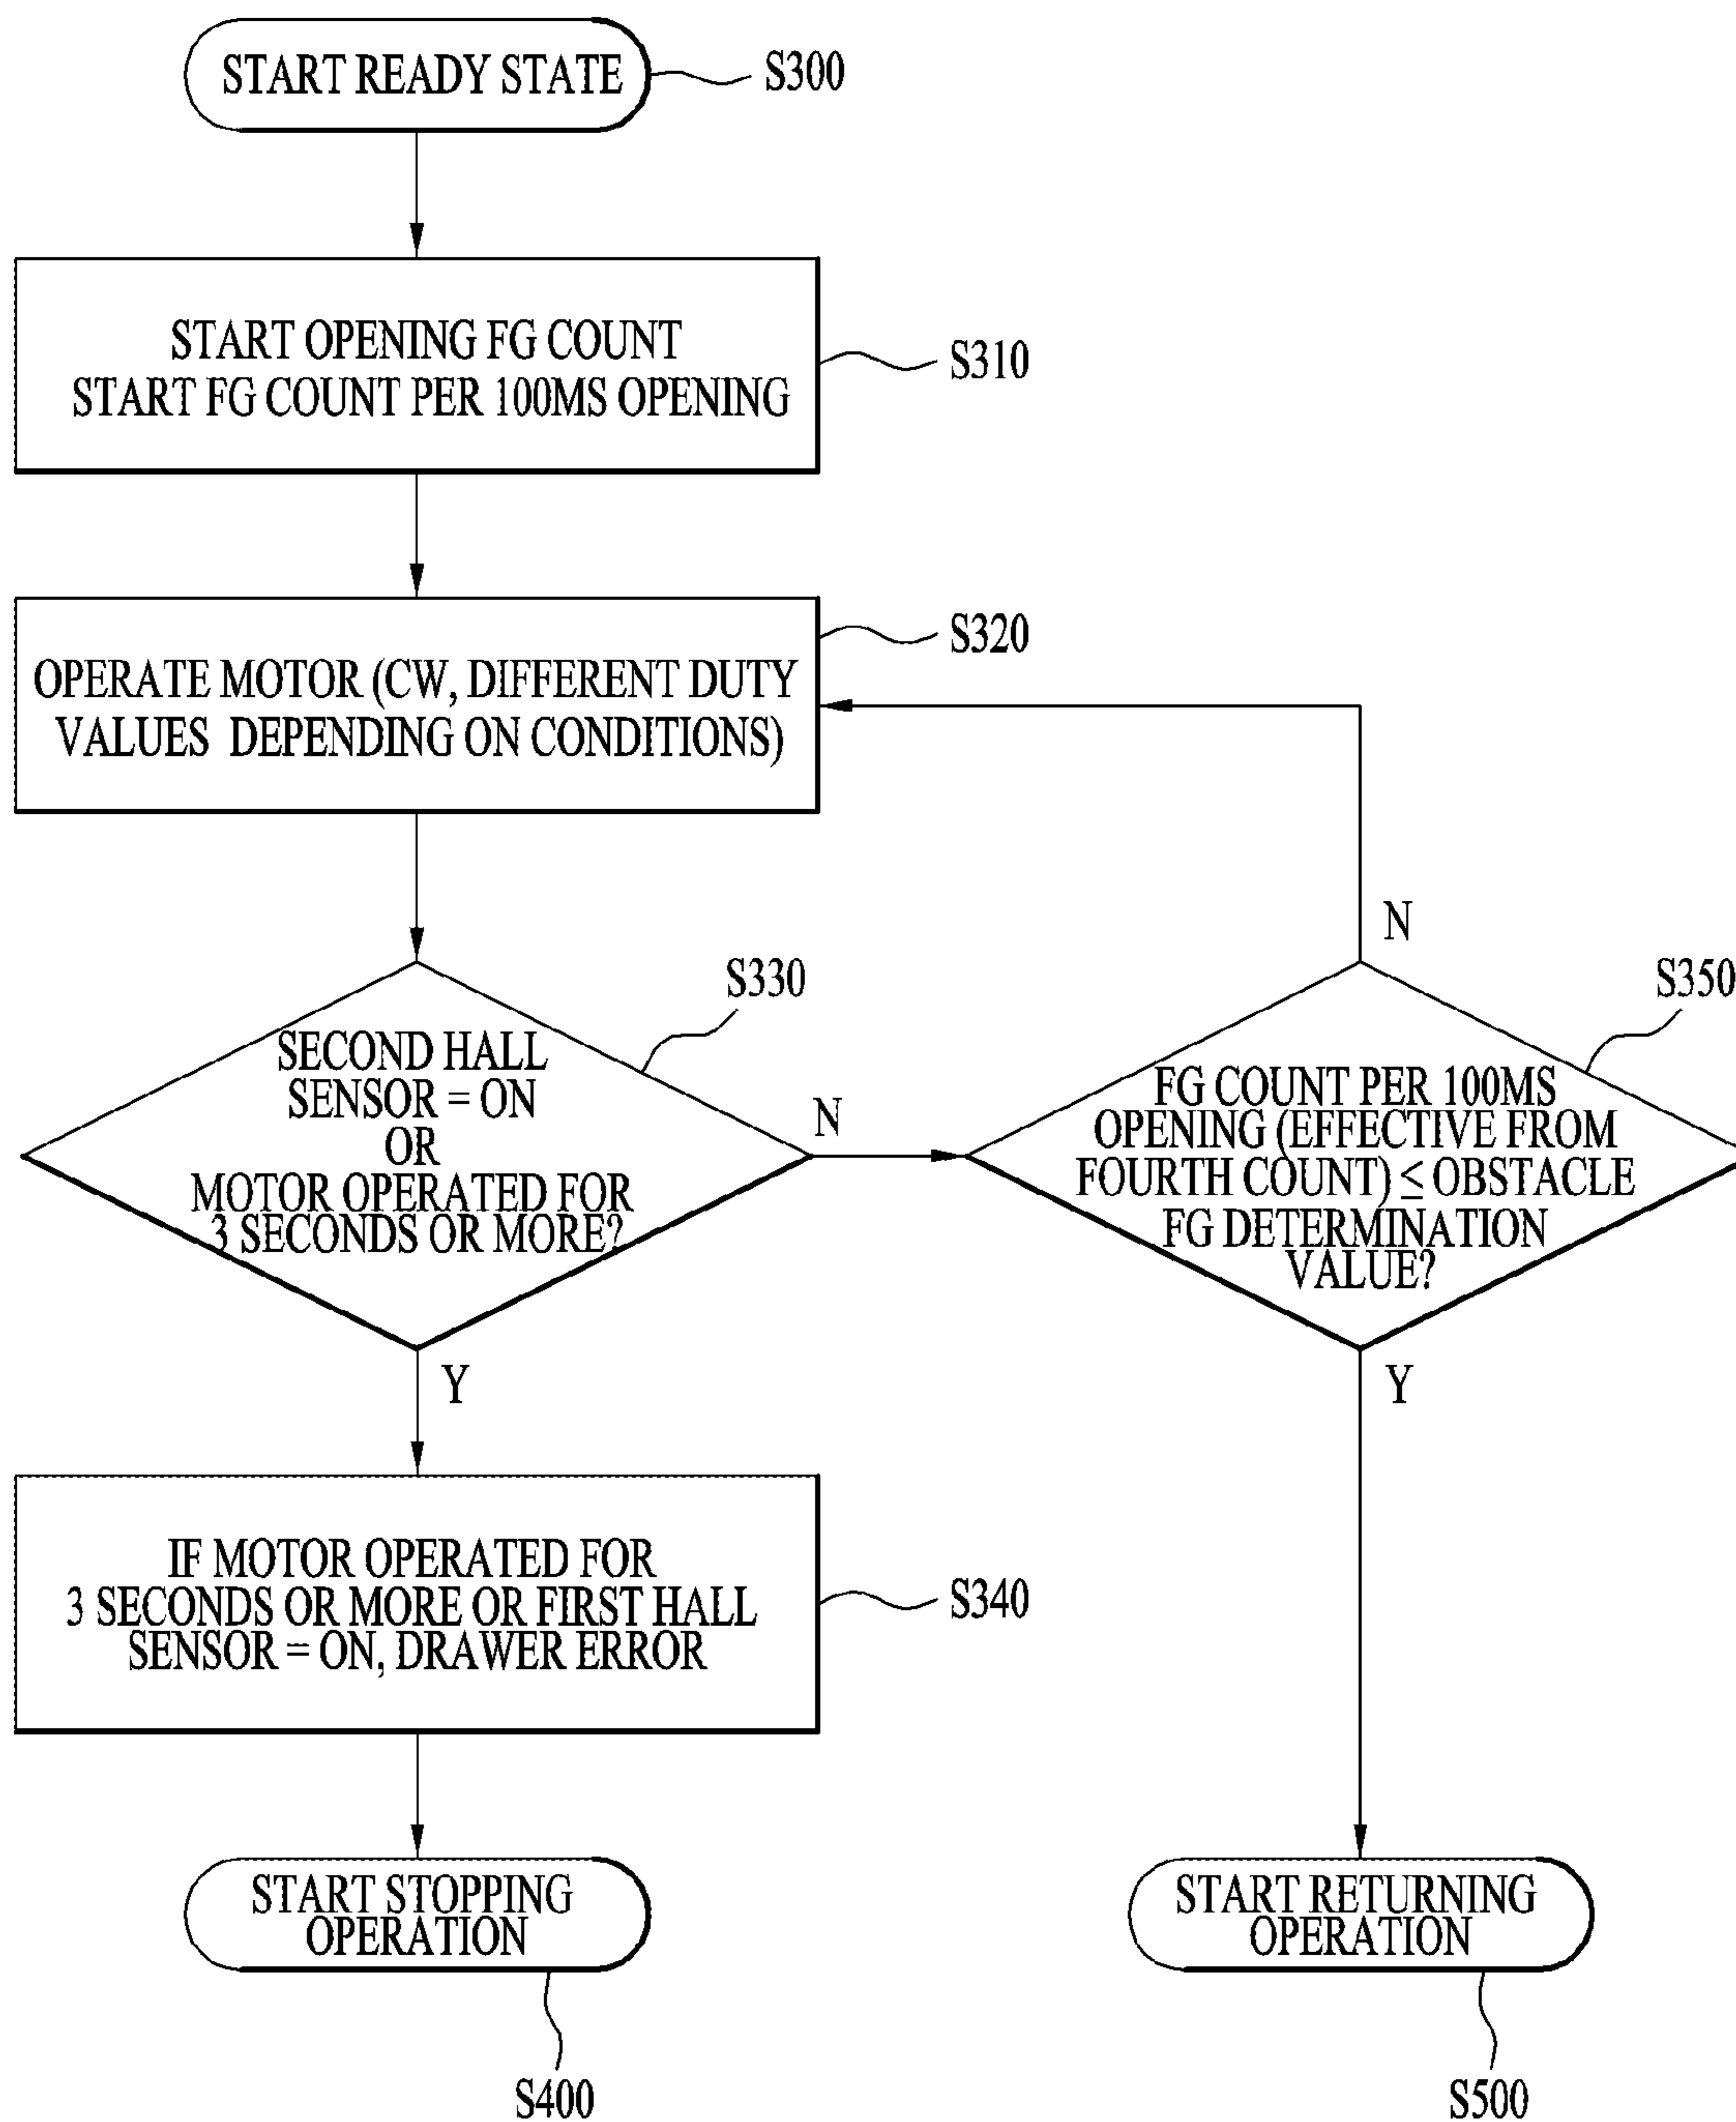 START READY STATE
S300
START OPENING FG COUNT
START FG COUNT PER 100MS OPENING
S310
OPERATE MOTOR (CW, DIFFERENT DUTY
VALUES DEPENDING ON CONDITIONS)
S320
SECOND HALL
SENSOR = ON
OR
MOTOR OPERATED FOR
3 SECONDS OR MORE?
S330
N
Y
FG COUNT PER 100MS
OPENING (EFFECTIVE FROM
FOURTH COUNT) ≤ OBSTACLE
FG DETERMINATION
VALUE?
S350
N
Y
IF MOTOR OPERATED FOR
3 SECONDS OR MORE OR FIRST HALL
SENSOR = ON, DRAWER ERROR
S340
START STOPPING
OPERATION
S400
START RETURNING
OPERATION
S500